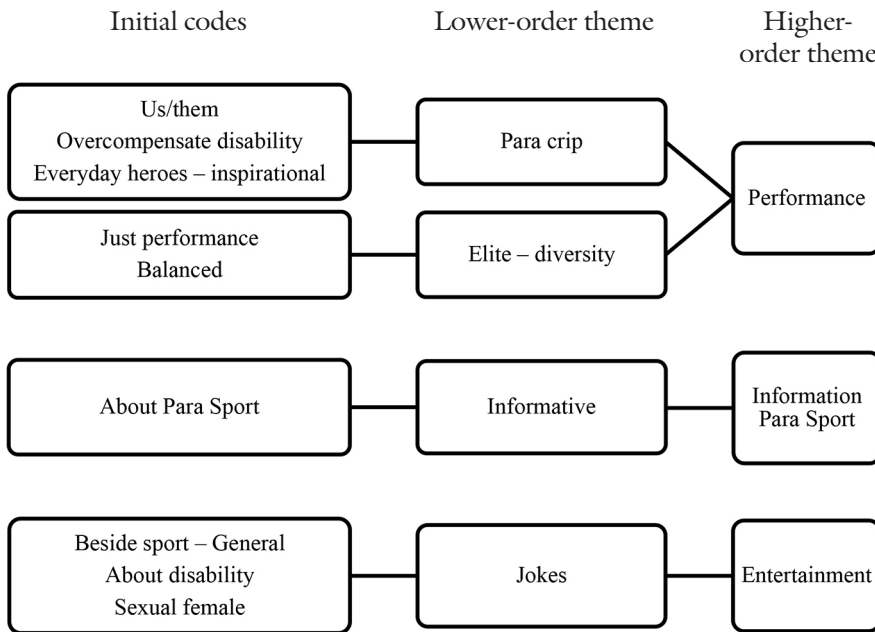 Initial codes
Lower-order theme
Higher-
order theme
Us/them
Overcompensate disability
Everyday heroes – inspirational
Para crip
Performance
Just performance
Balanced
Elite – diversity
About Para Sport
Informative
Information
Para Sport
Beside sport – General
About disability
Sexual female
Jokes
Entertainment